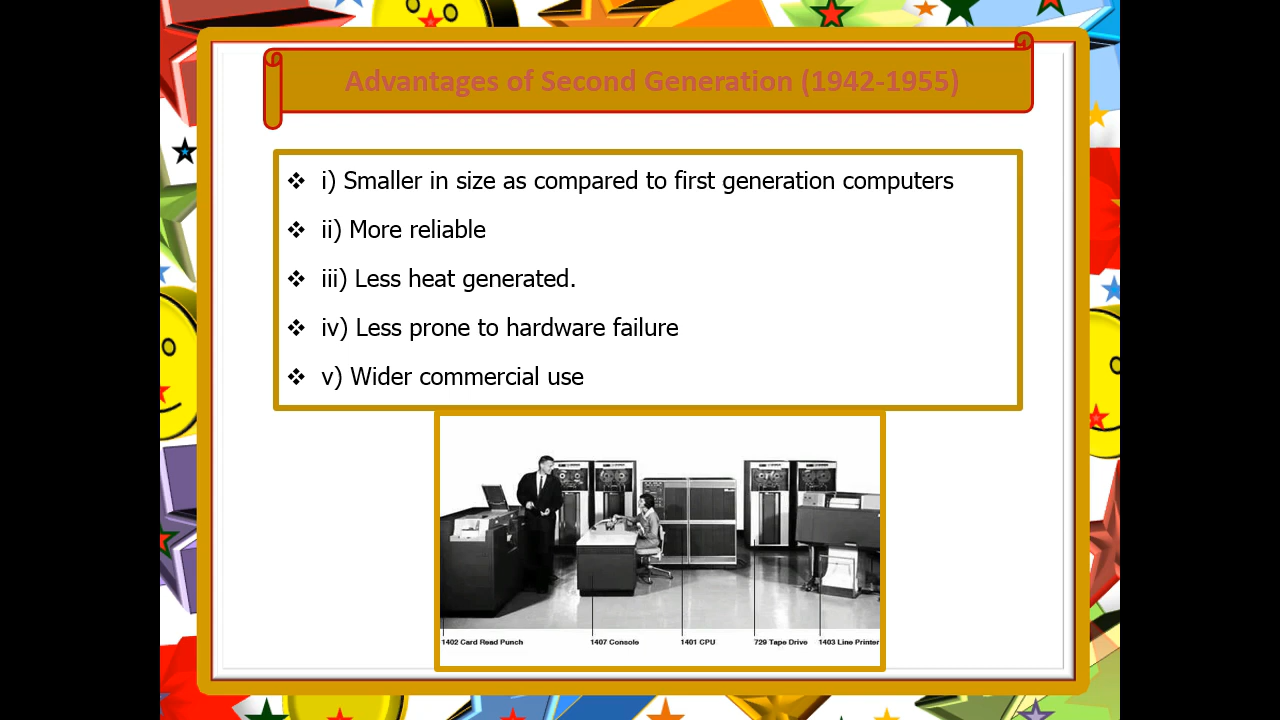 Advantages of Second Generation (1942-1955)
❖ i) Smaller in size as compared to first generation computers
❖ ii) More reliable
❖ iii) Less heat generated.
❖ iv) Less prone to hardware failure
❖ v) Wider commercial use
1402 Card Read Punch 1407 Console 1401 CPU 729 Tape Drive 1403 Line Printer